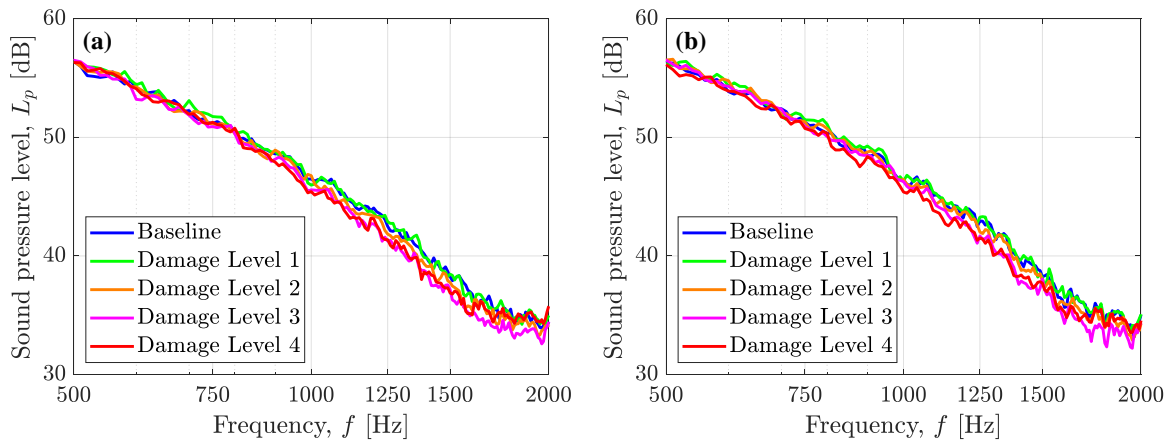 (a)
Sound pressure level, Lₚ [dB]
60
50
40
30
Baseline
Damage Level 1
Damage Level 2
Damage Level 3
Damage Level 4
500 750 1000 1250 1500 2000
Frequency, f [Hz]
(b)
Sound pressure level, Lₚ [dB]
60
50
40
30
Baseline
Damage Level 1
Damage Level 2
Damage Level 3
Damage Level 4
500 750 1000 1250 1500 2000
Frequency, f [Hz]